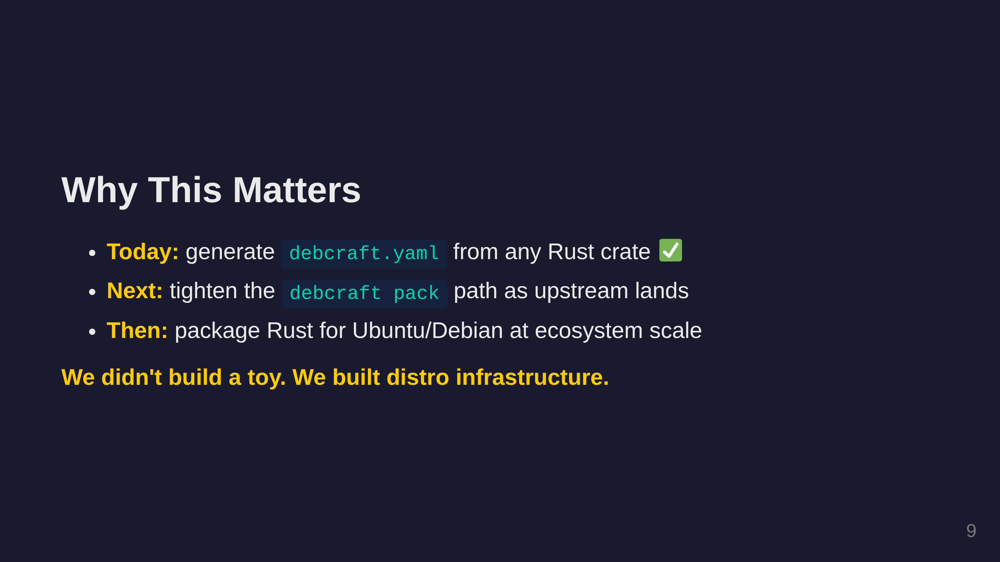 Why This Matters
• Today: generate debcraft.yaml from any Rust crate ✅
• Next: tighten the debcraft pack path as upstream lands
• Then: package Rust for Ubuntu/Debian at ecosystem scale
We didn't build a toy. We built distro infrastructure.
9